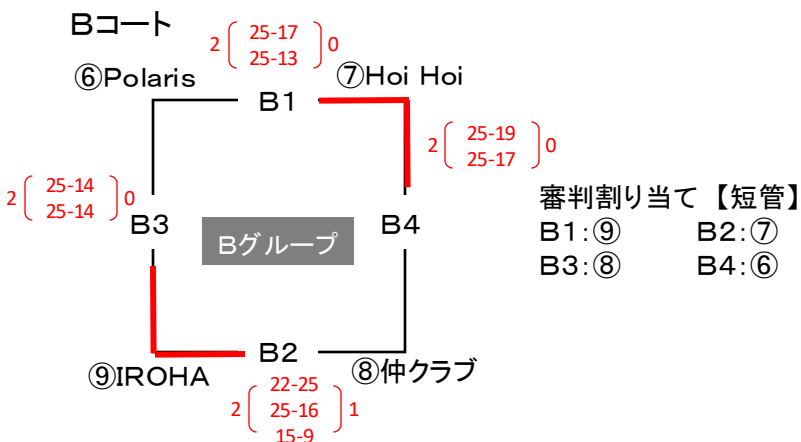 Bコート
2 ( 25-17 ) 0
25-13
⑥Polaris
⑦Hoi Hoi
B1
2 ( 25-19 ) 0
25-17
2 ( 25-14 ) 0
25-14
B3
Bグループ
B4
審判割り当て【短管】
B1:⑨ B2:⑦
B3:⑧ B4:⑥
B2
⑨IROHA
⑧仲クラブ
22-25
2 ( 25-16 ) 1
15-9